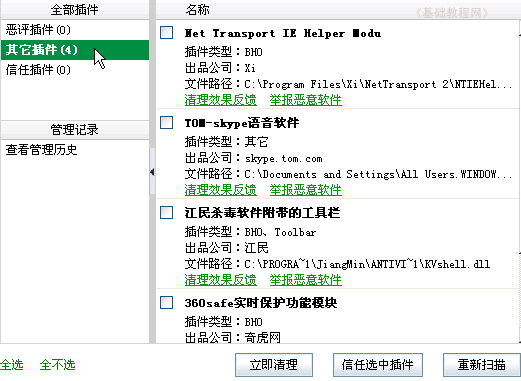 全部插件
恶评插件(0)
其它插件(4)
信任插件(0)
管理记录
查看管理历史
名称
《基础教程网》
Net Transport IE Helper Modu
插件类型：BHO
出品公司：Xi
文件路径：C:\Program Files\Xi\NetTransport 2\NTIEHel...
清理效果反馈 举报恶意软件
TOM-skype语音软件
插件类型：其它
出品公司：skype.tom.com
文件路径：C:\Documents and Settings\All Users.WINDOW...
清理效果反馈 举报恶意软件
江民杀毒软件附带的工具栏
插件类型：BHO、Toolbar
出品公司：江民
文件路径：C:\PROGRA~1\JiangMin\ANTIVI~1\KVshell.dll
清理效果反馈 举报恶意软件
360safe实时保护功能模块
插件类型：BHO
出品公司：奇虎网
全选 全不选 立即清理 信任选中插件 重新扫描